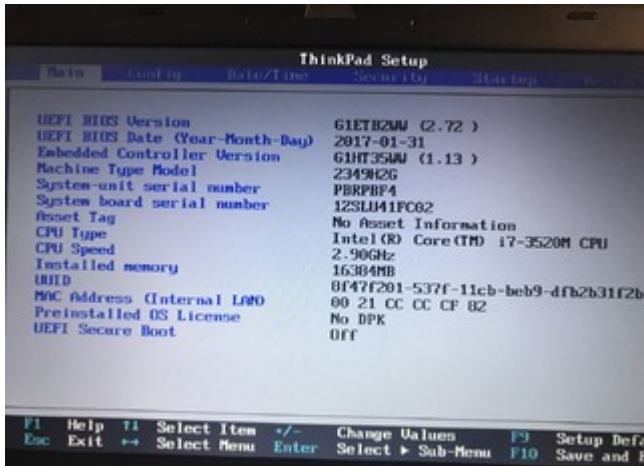 ThinkPad Setup
Main Config Date/Time Security Startup
UEFI BIOS Version G1ETB2WW (2.72 )
UEFI BIOS Date (Year-Month-Day) 2017-01-31
Embedded Controller Version G1HT35WW (1.13 )
Machine Type Model 2349H2G
System-unit serial number PBRPBF4
System board serial number 1ZSLU41FC02
Asset Tag No Asset Information
CPU Type Intel(R) Core(TM) i7-3520M CPU
CPU Speed 2.90GHz
Installed memory 16384MB
UUID 8f47f201-537f-11cb-beb9-dfb2b31f2b
MAC Address (Internal LAN) 00 21 CC CC CF 82
Preinstalled OS License No DPK
UEFI Secure Boot Off
F1 Help ↑↓ Select Item -/- Change Values F9 Setup Defa
Esc Exit ↔ Select Menu Enter Select ▶ Sub-Menu F10 Save and